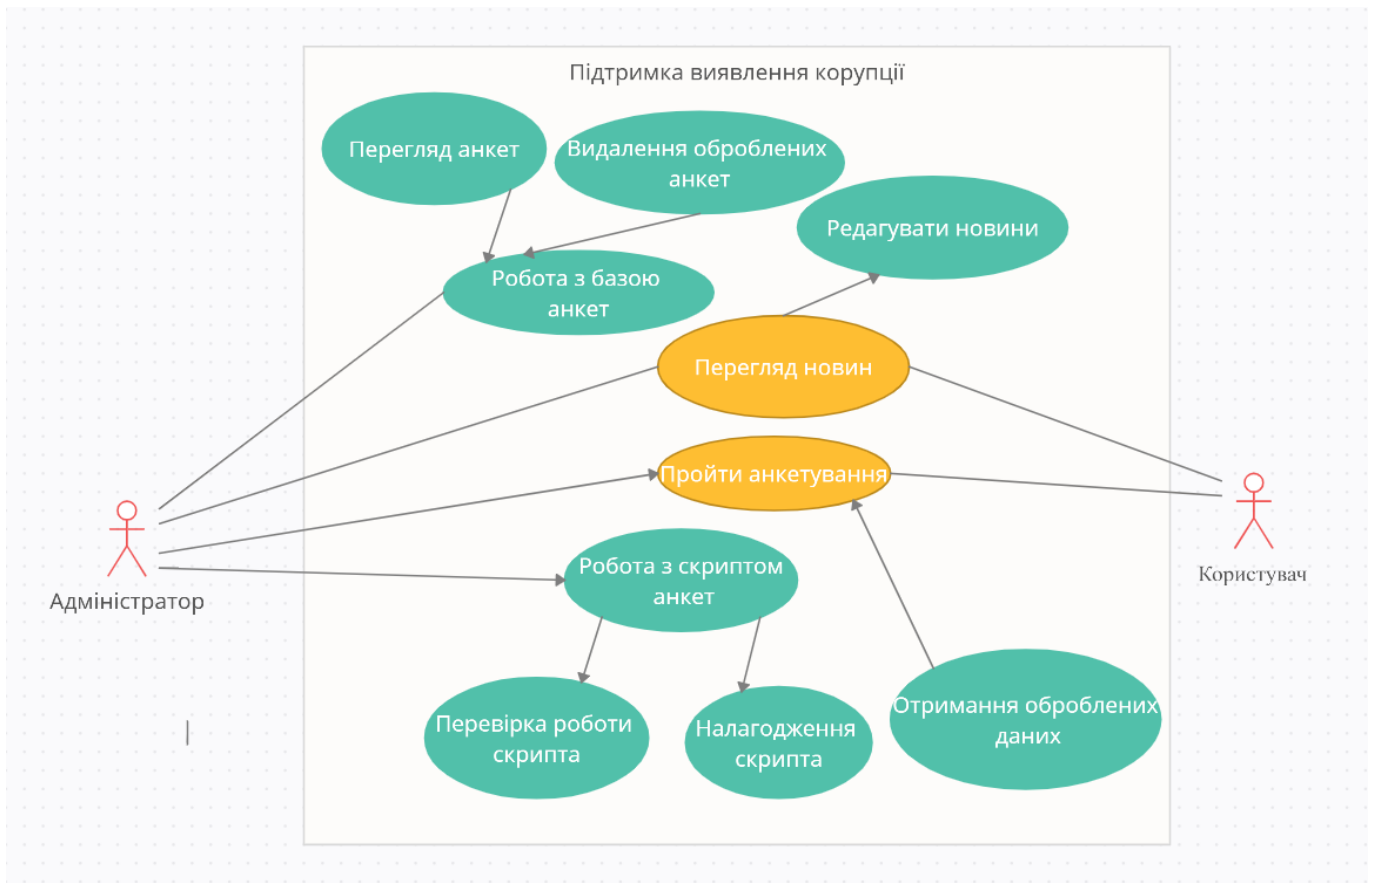 Підтримка виявлення корупції
Перегляд анкет
Видалення оброблених
анкет
Редагувати новини
Робота з базою
анкет
Перегляд новин
Пройти анкетування
Адміністратор
Користувач
Робота з скриптом
анкет
Перевірка роботи
скрипта
Налагодження
скрипта
Отримання оброблених
даних